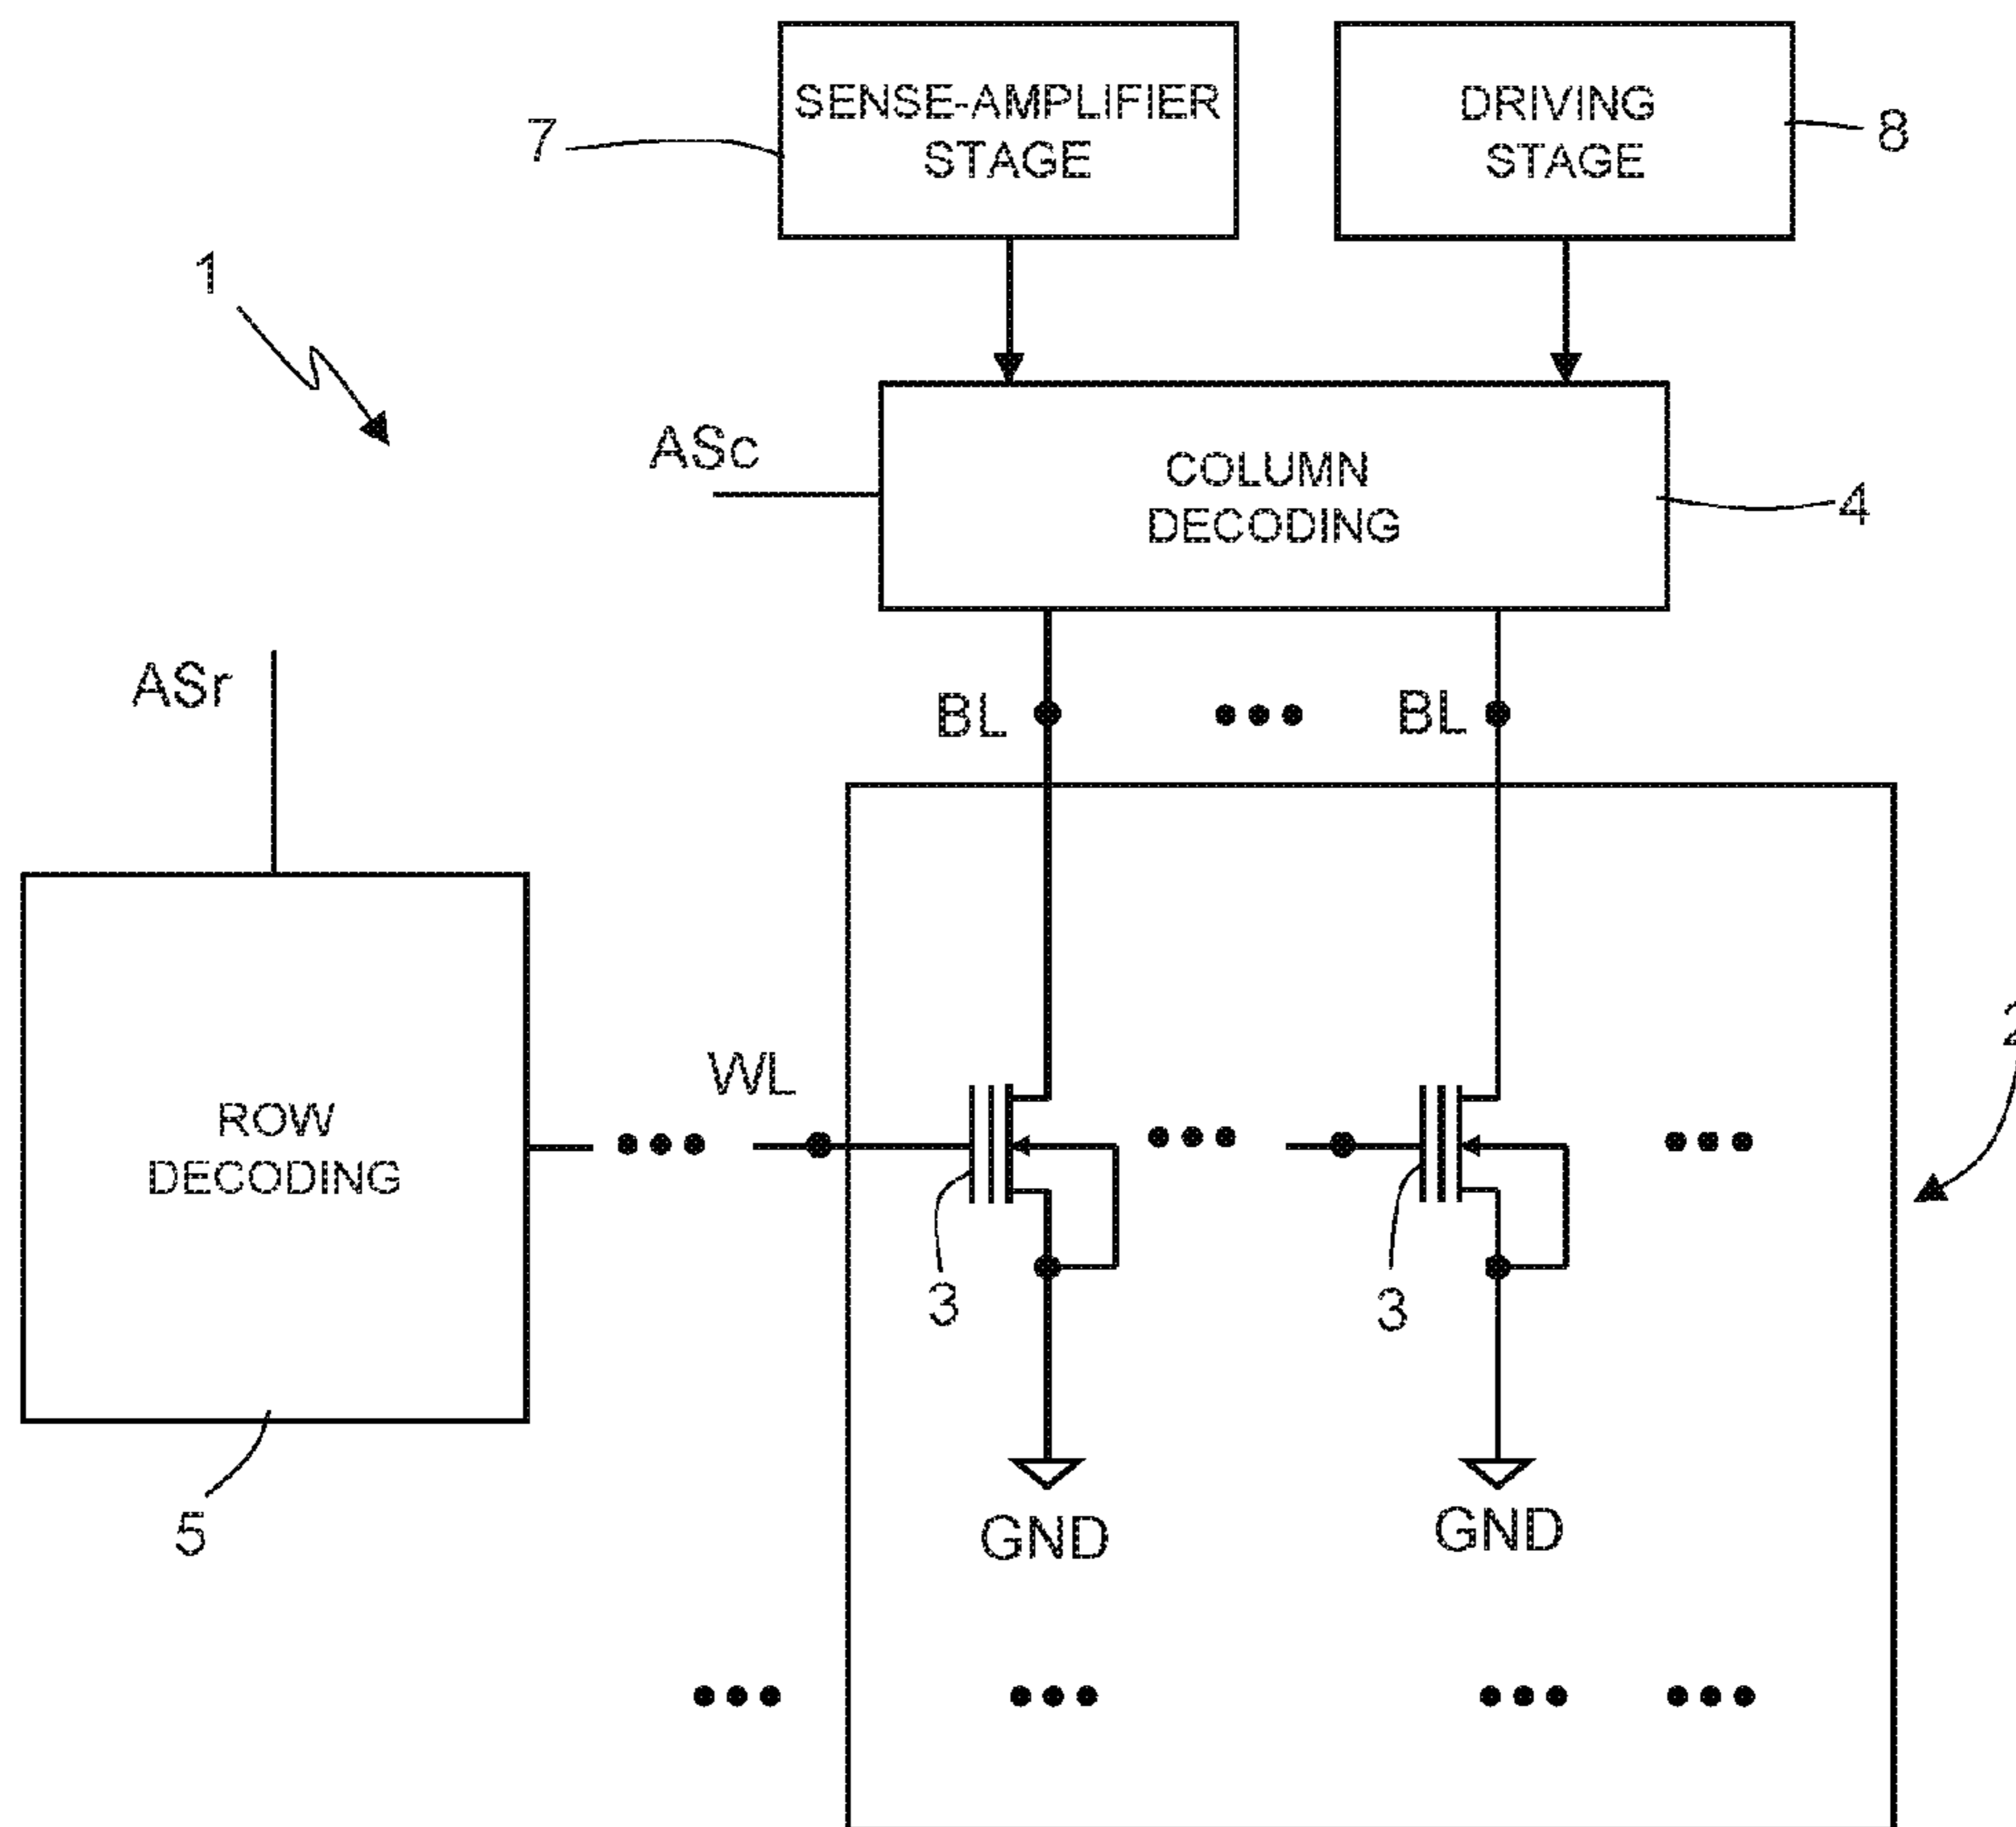 SENSE-AMPLIFIER
STAGE
DRIVING
STAGE
7
8
1
ASc
COLUMN
DECODING
4
ASr
BL
BL
2
WL
ROW
DECODING
3
3
5
GND
GND